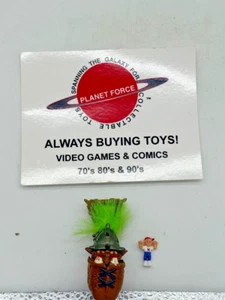 SPANNING THE GALAXY FOR
COLLECTABLE TOYS
PLANET FORCE
ALWAYS BUYING TOYS!
VIDEO GAMES & COMICS
70's 80's & 90's